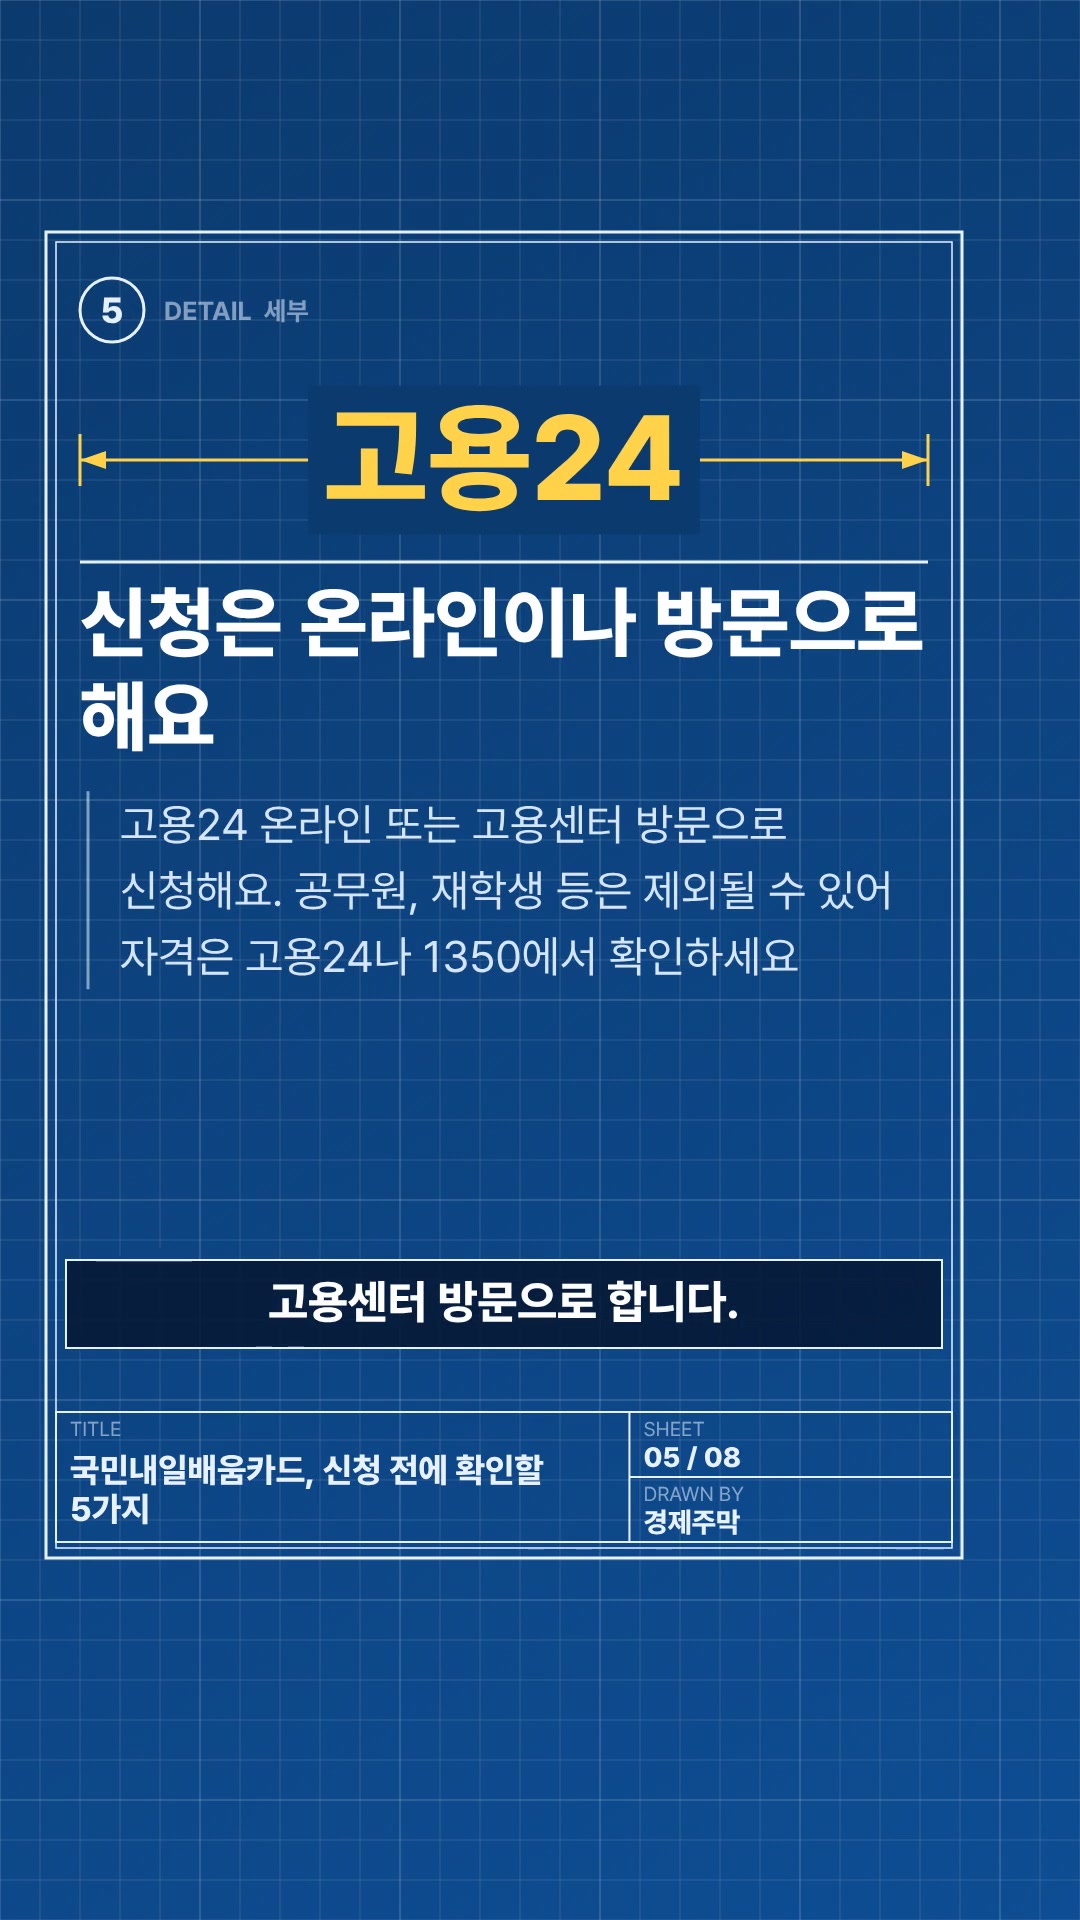 5 DETAIL 세부
고용24
신청은 온라인이나 방문으로
해요
고용24 온라인 또는 고용센터 방문으로
신청해요. 공무원, 재학생 등은 제외될 수 있어
자격은 고용24나 1350에서 확인하세요
고용센터 방문으로 합니다.
TITLE
국민내일배움카드, 신청 전에 확인할
5가지
SHEET
05 / 08
DRAWN BY
경제주막